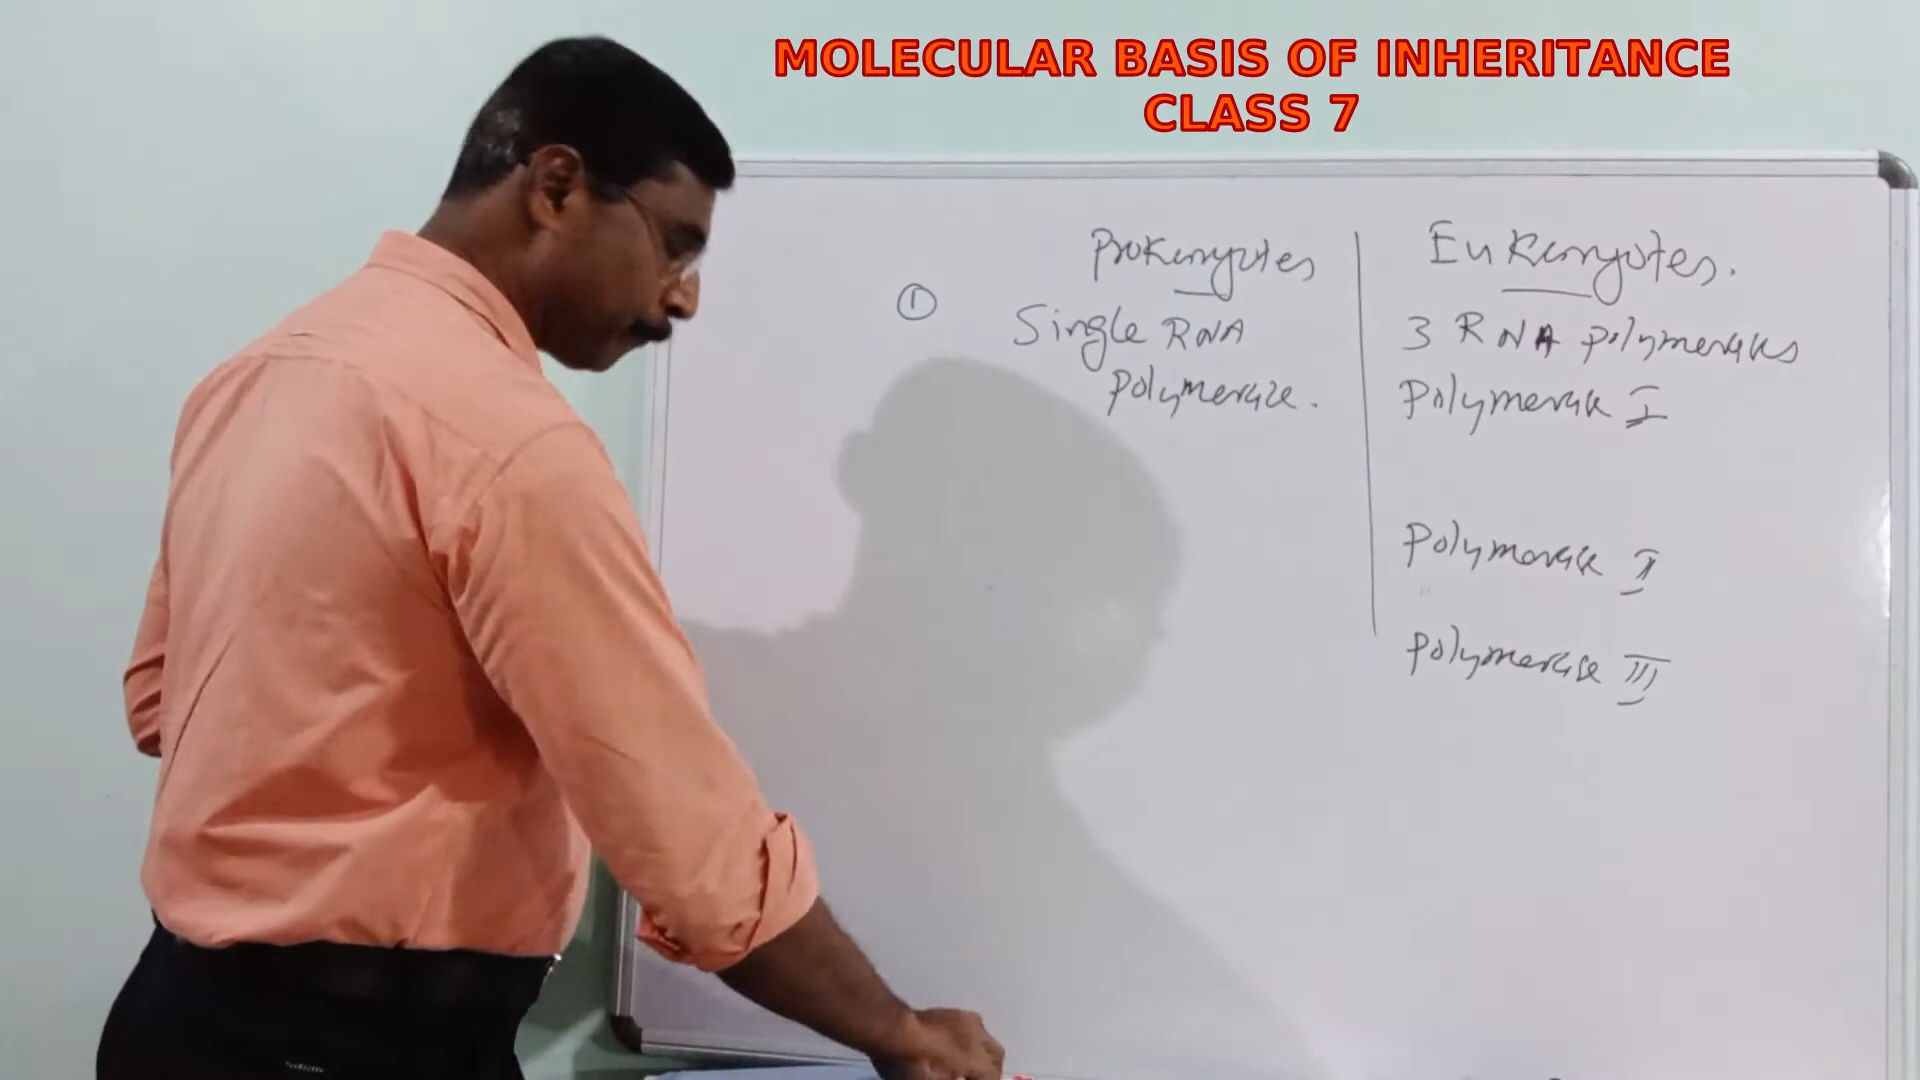 MOLECULAR BASIS OF INHERITANCE
CLASS 7
Prokaryotes
Eukaryotes.
① Single RNA
polymerase.
3 RNA polymerases
Polymerase I
Polymerase II
polymerase III